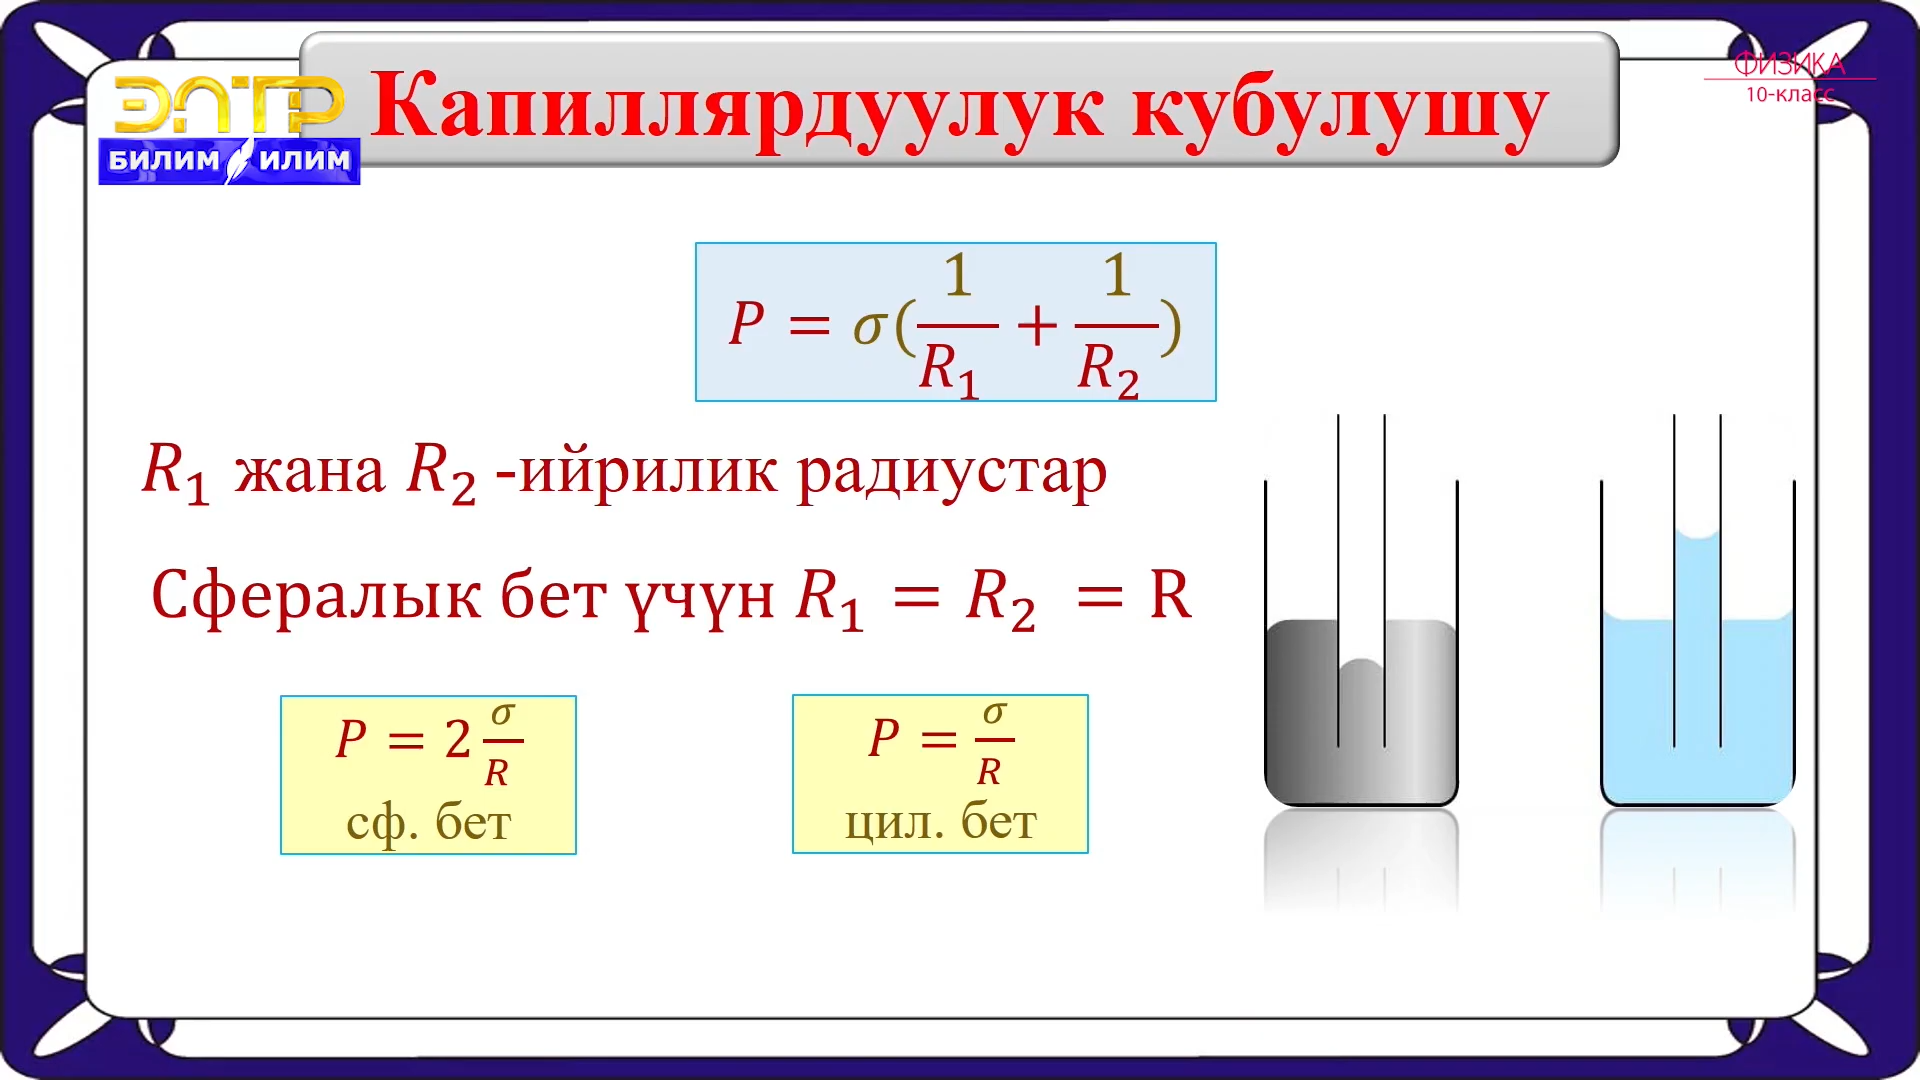 ЭЛТР
БИЛИМ ИЛИМ
Капиллярдуулук кубулушу
ФИЗИКА
10-класс
P = σ(1/R₁ + 1/R₂)
R₁ жана R₂ -ийрилик радиустар
Сфералык бет үчүн R₁ = R₂ = R
P = 2 σ/R
сф. бет
P = σ/R
цил. бет